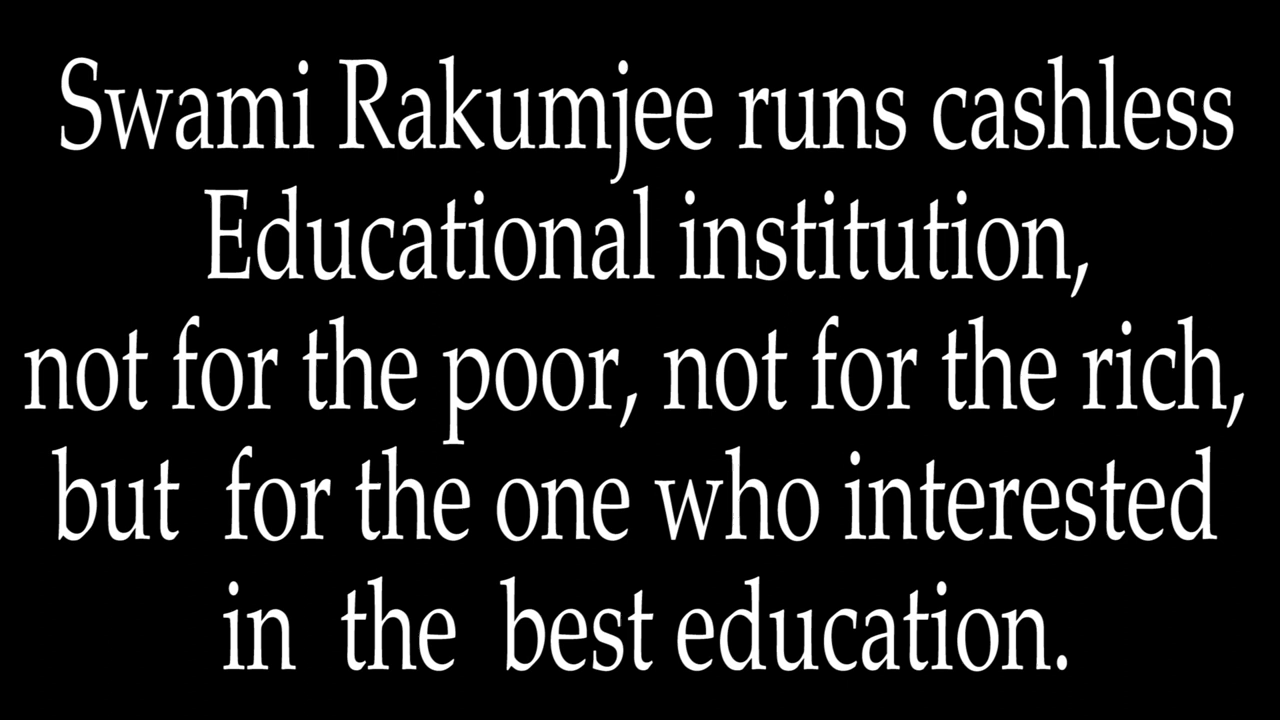 Swami Rakumjee runs cashless
Educational institution,
not for the poor, not for the rich,
but for the one who interested
in the best education.